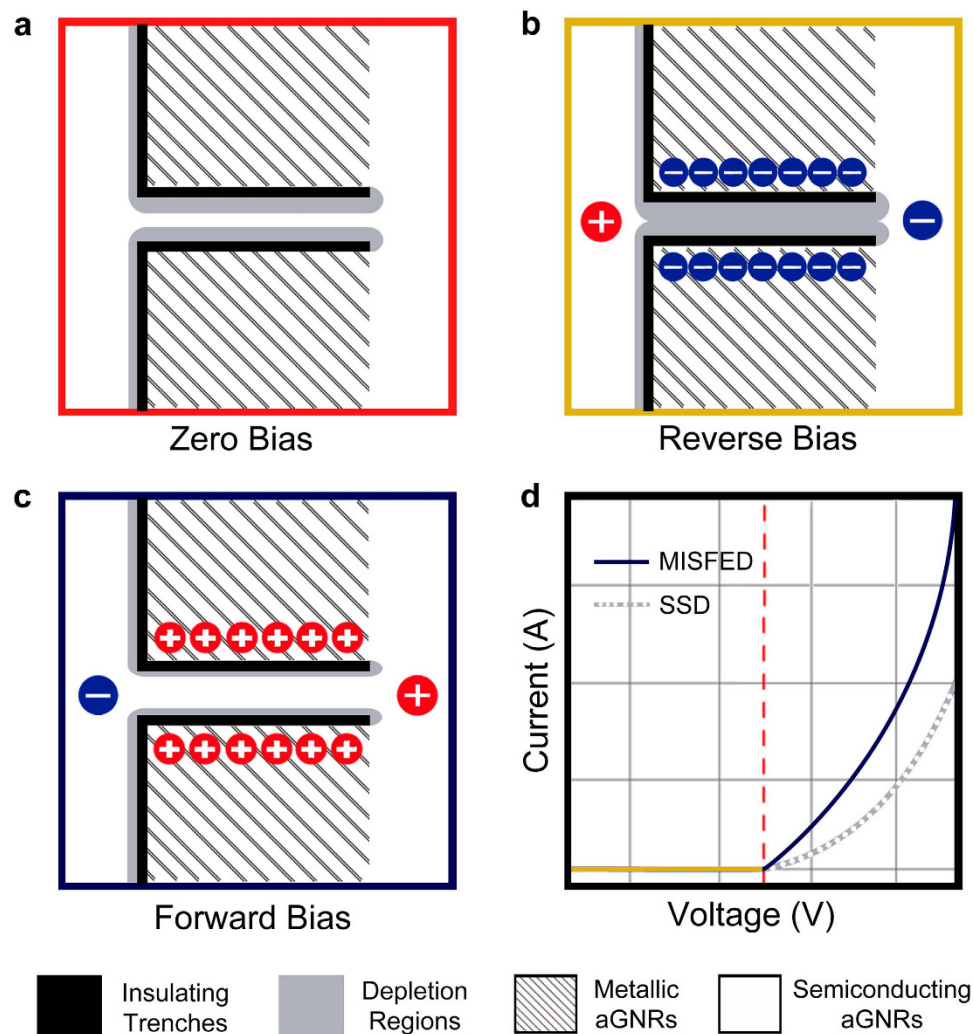 a
b
Zero Bias
Reverse Bias
c
d
MISFED
SSD
Current (A)
Forward Bias
Voltage (V)
Insulating
Trenches
Depletion
Regions
Metallic
aGNRs
Semiconducting
aGNRs